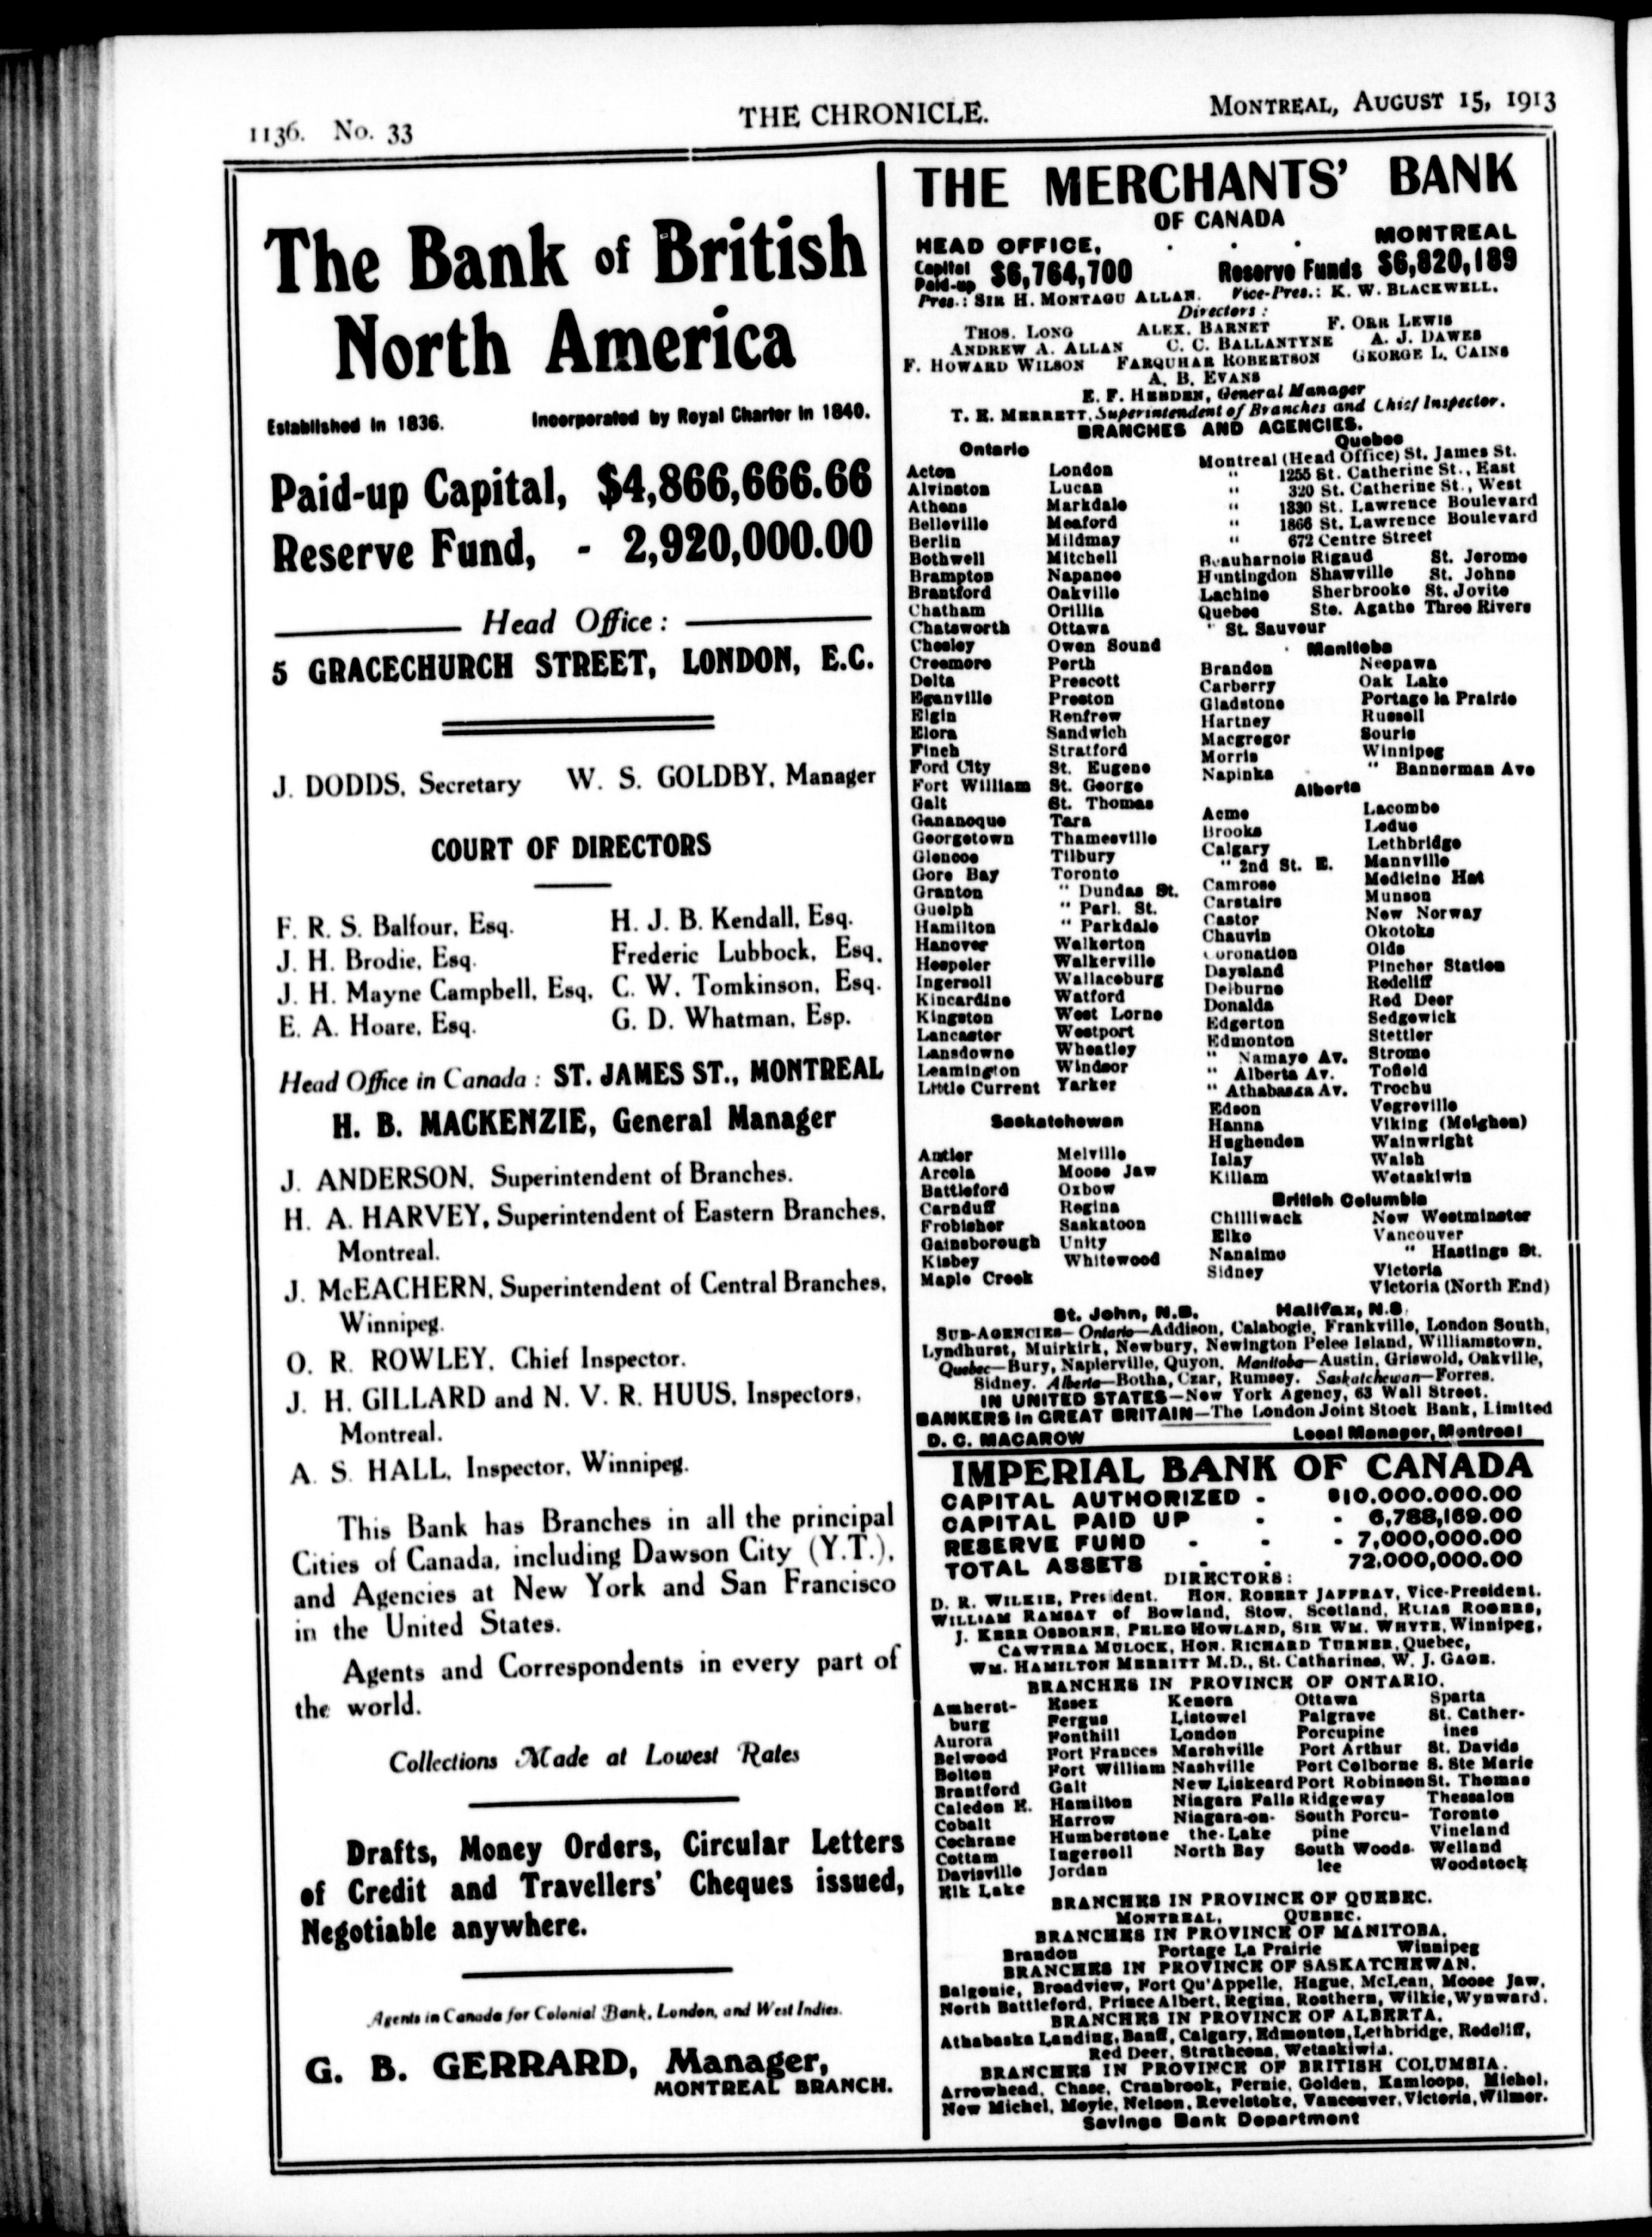 1136. No. 33
THE CHRONICLE.
MONTREAL, AUGUST 15, 1913
The Bank of British
North America
Established in 1836. Incorporated by Royal Charter in 1840.
Paid-up Capital, $4,866,666.66
Reserve Fund, - 2,920,000.00
Head Office:
5 GRACECHURCH STREET, LONDON, E.C.
J. DODDS, Secretary W. S. GOLDBY, Manager
COURT OF DIRECTORS
F. R. S. Balfour, Esq. H. J. B. Kendall, Esq.
J. H. Brodie, Esq. Frederic Lubbock, Esq.
J. H. Mayne Campbell, Esq. C. W. Tomkinson, Esq.
E. A. Hoare, Esq. G. D. Whatman, Esp.
Head Office in Canada: ST. JAMES ST., MONTREAL
H. B. MACKENZIE, General Manager
J. ANDERSON, Superintendent of Branches.
H. A. HARVEY, Superintendent of Eastern Branches,
Montreal.
J. McEACHERN, Superintendent of Central Branches,
Winnipeg.
O. R. ROWLEY, Chief Inspector.
J. H. GILLARD and N. V. R. HUUS, Inspectors,
Montreal.
A. S. HALL, Inspector, Winnipeg.
This Bank has Branches in all the principal
Cities of Canada, including Dawson City (Y.T.),
and Agencies at New York and San Francisco
in the United States.
Agents and Correspondents in every part of
the world.
Collections Made at Lowest Rates
Drafts, Money Orders, Circular Letters
of Credit and Travellers' Cheques issued,
Negotiable anywhere.
Agents in Canada for Colonial Bank, London, and West Indies.
G. B. GERRARD, Manager,
MONTREAL BRANCH.
THE MERCHANTS' BANK
OF CANADA
HEAD OFFICE, . . . MONTREAL
Capital Paid-up $6,764,700 Reserve Funds $6,820,189
Pres.: SIR H. MONTAGU ALLAN. Vice-Pres.: K. W. BLACKWELL.
Directors:
THOS. LONG ALEX. BARNET F. ORR LEWIS
ANDREW A. ALLAN C. C. BALLANTYNE A. J. DAWES
F. HOWARD WILSON FARQUHAR ROBERTSON GEORGE L. CAINS
A. B. EVANS
E. F. HEBDEN, General Manager
T. E. MERRETT, Superintendent of Branches and Chief Inspector.
BRANCHES AND AGENCIES.
Ontario
Acton London
Alvinston Lucan
Athens Markdale
Belleville Meaford
Berlin Mildmay
Bothwell Mitchell
Brampton Napanee
Brantford Oakville
Chatham Orillia
Chatsworth Ottawa
Chesley Owen Sound
Creemore Perth
Delta Prescott
Eganville Preston
Elgin Renfrew
Elora Sandwich
Finch Stratford
Ford City St. Eugene
Fort William St. George
Galt St. Thomas
Gananoque Tara
Georgetown Thamesville
Glencoe Tilbury
Gore Bay Toronto
Granton " Dundas St.
Guelph " Parl. St.
Hamilton " Parkdale
Hanover Walkerton
Hespeler Walkerville
Ingersoll Wallaceburg
Kincardine Watford
Kingston West Lorne
Lancaster Westport
Lansdowne Wheatley
Leamington Windsor
Little Current Yarker
Saskatchewan
Antler Melville
Arcola Moose Jaw
Battleford Oxbow
Carnduff Regina
Frobisher Saskatoon
Gainsborough Unity
Kisbey Whitewood
Maple Creek
Quebec
Montreal (Head Office) St. James St.
" 1255 St. Catherine St., East
" 320 St. Catherine St., West
" 1330 St. Lawrence Boulevard
" 1866 St. Lawrence Boulevard
" 672 Centre Street
Beauharnois Rigaud St. Jerome
Huntingdon Shawville St. Johns
Lachine Sherbrooke St. Jovite
Quebec Ste. Agathe Three Rivers
" St. Sauveur
Manitoba
Brandon Neepawa
Carberry Oak Lake
Gladstone Portage la Prairie
Hartney Russell
Macgregor Souris
Morris Winnipeg
Napinka " Bannerman Ave
Alberta
Acme Lacombe
Brooks Leduc
Calgary Lethbridge
" 2nd St. E. Mannville
Camrose Medicine Hat
Carstairs Munson
Castor New Norway
Chauvin Okotoks
Coronation Olds
Daysland Pincher Station
Delburne Redcliff
Donalda Red Deer
Edgerton Sedgewick
Edmonton Stettler
" Namayo Av. Strome
" Alberta Av. Tofield
" Athabasca Av. Trochu
Edson Vegreville
Hanna Viking (Meighen)
Hughenden Wainwright
Islay Walsh
Killam Wetaskiwin
British Columbia
Chilliwack New Westminster
Elko Vancouver
Nanaimo " Hastings St.
Sidney Victoria
Victoria (North End)
St. John, N.B. Halifax, N.S.
SUB-AGENCIES—Ontario—Addison, Calabogie, Frankville, London South,
Lyndhurst, Muirkirk, Newbury, Newington Pelee Island, Williamstown,
Quebec—Bury, Napierville, Quyon, Manitoba—Austin, Griswold, Oakville,
Sidney. Alberta—Botha, Czar, Rumsey. Saskatchewan—Forres.
IN UNITED STATES—New York Agency, 63 Wall Street.
BANKERS in GREAT BRITAIN—The London Joint Stock Bank, Limited
D. C. MACAROW Local Manager, Montreal
IMPERIAL BANK OF CANADA
CAPITAL AUTHORIZED - $10,000,000.00
CAPITAL PAID UP - - 6,788,169.00
RESERVE FUND - - - 7,000,000.00
TOTAL ASSETS - - 72,000,000.00
DIRECTORS:
D. R. WILKIE, President. HON. ROBERT JAFFRAY, Vice-President.
WILLIAM RAMSAY of Bowland, Stow, Scotland, ELIAS ROGERS,
J. KERR OSBORNE, PELEG HOWLAND, SIR WM. WHYTE, Winnipeg,
CAWTHRA MULOCK, HON. RICHARD TURNER, Quebec,
WM. HAMILTON MERRITT M.D., St. Catharines, W. J. GAGE.
BRANCHES IN PROVINCE OF ONTARIO.
Amherst- Essex Kenora Ottawa Sparta
burg Fergus Listowel Palgrave St. Cather-
Aurora Fonthill London Porcupine ines
Belwood Fort Frances Marshville Port Arthur St. Davids
Bolton Fort William Nashville Port Colborne S. Ste Marie
Brantford Galt New Liskeard Port Robinson St. Thomas
Caledon E. Hamilton Niagara Falls Ridgeway Thessalon
Cobalt Harrow Niagara-on- South Porcu- Toronto
Cochrane Humberstone the-Lake pine Vineland
Cottam Ingersoll North Bay South Woods- Welland
Davisville Jordan lee Woodstock
Elk Lake
BRANCHES IN PROVINCE OF QUEBEC.
MONTREAL, QUEBEC.
BRANCHES IN PROVINCE OF MANITOBA.
Brandon Portage La Prairie Winnipeg
BRANCHES IN PROVINCE OF SASKATCHEWAN.
Balgonie, Broadview, Fort Qu'Appelle, Hague, McLean, Moose Jaw,
North Battleford, Prince Albert, Regina, Rosthern, Wilkie, Wynward.
BRANCHES IN PROVINCE OF ALBERTA.
Athabaska Landing, Banff, Calgary, Edmonton, Lethbridge, Redcliff,
Red Deer, Strathcona, Wetaskiwin.
BRANCHES IN PROVINCE OF BRITISH COLUMBIA.
Arrowhead, Chase, Cranbrook, Fernie, Golden, Kamloops, Michel,
New Michel, Moyie, Nelson, Revelstoke, Vancouver, Victoria, Wilmer.
Savings Bank Department